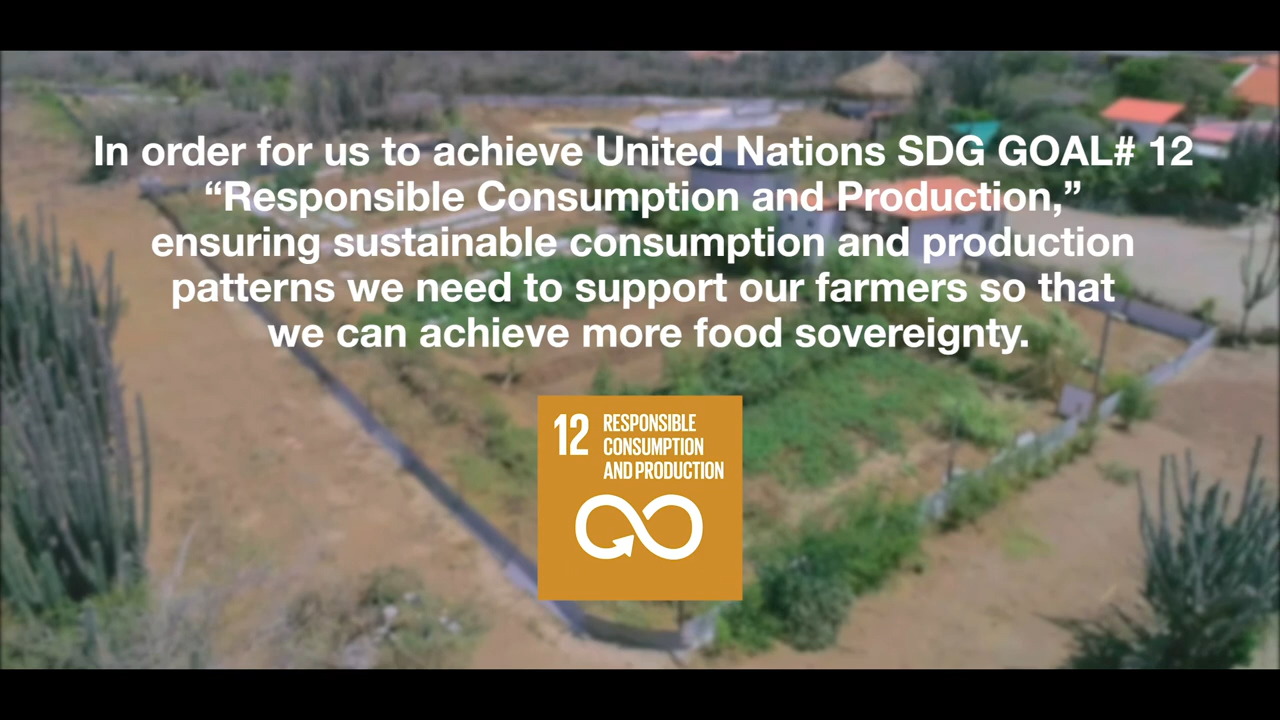 In order for us to achieve United Nations SDG GOAL# 12
“Responsible Consumption and Production,”
ensuring sustainable consumption and production
patterns we need to support our farmers so that
we can achieve more food sovereignty.
12 RESPONSIBLE
CONSUMPTION
AND PRODUCTION